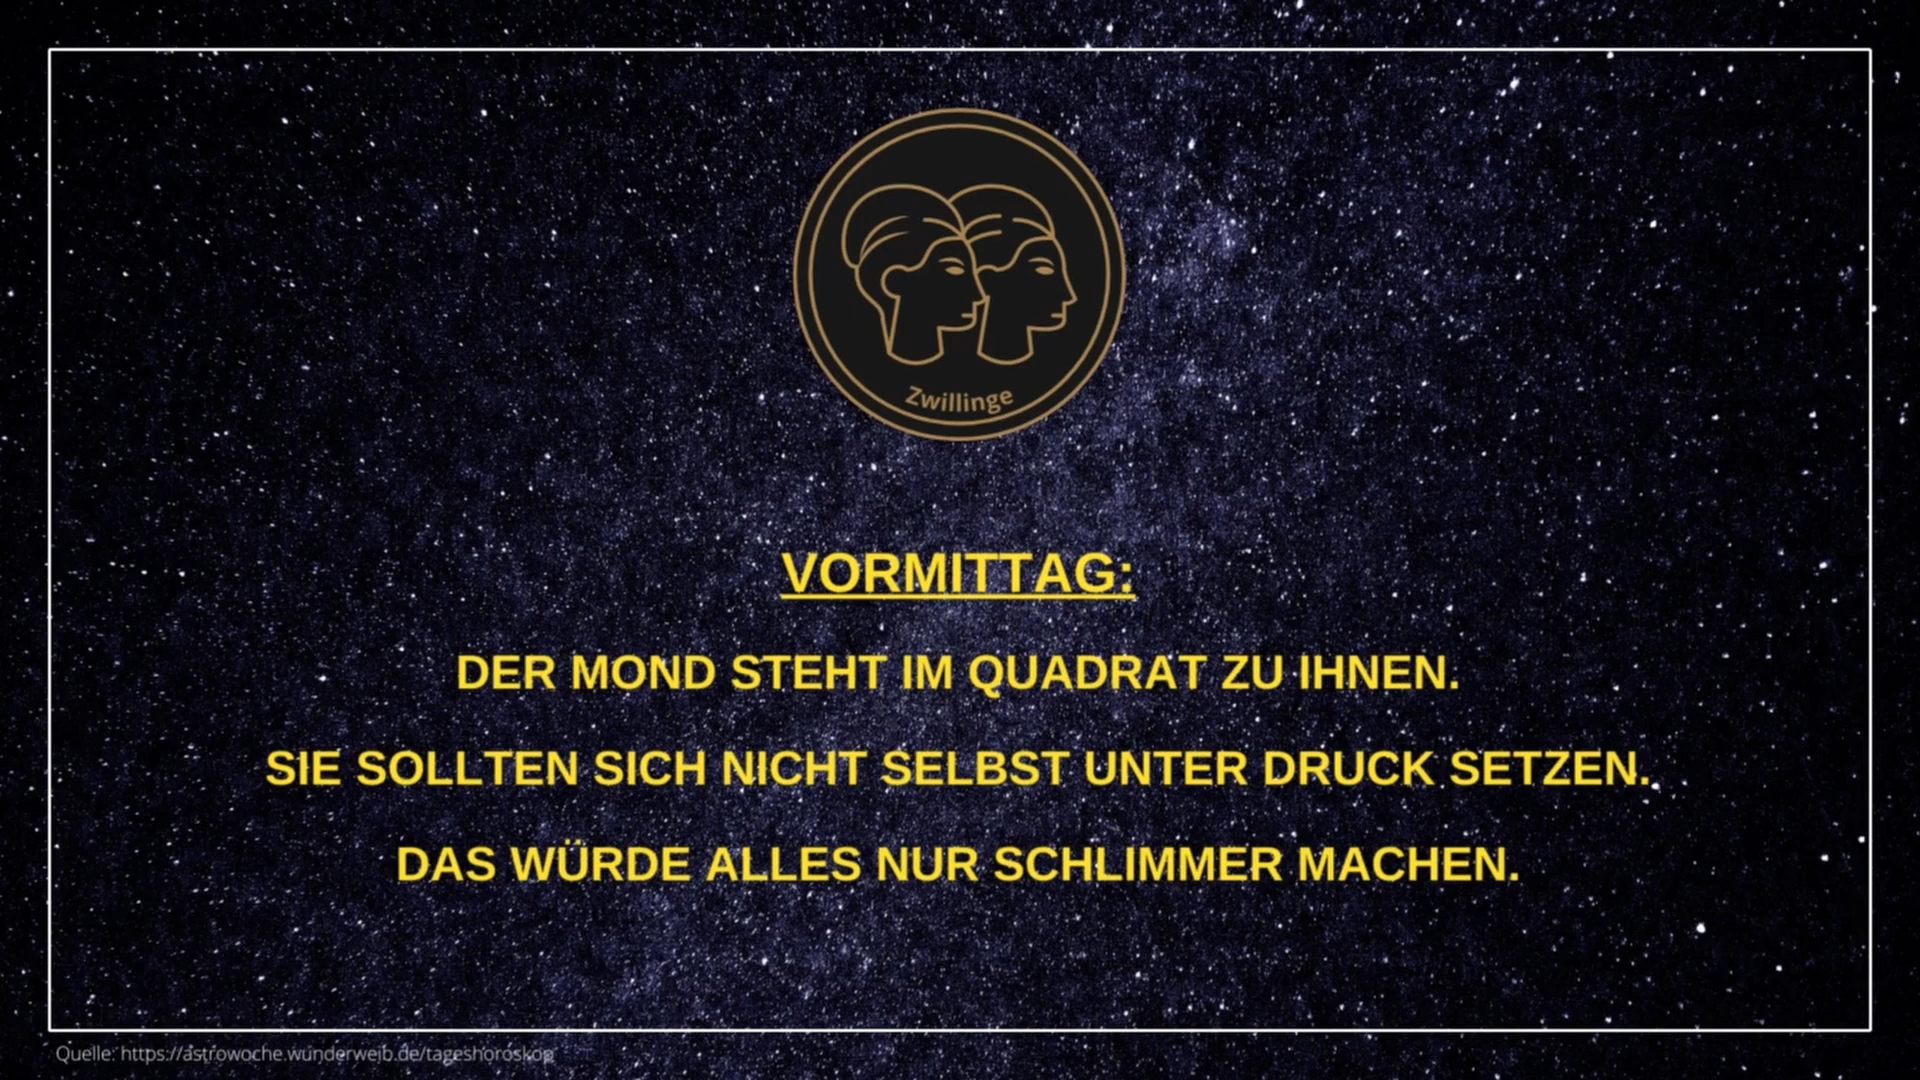 Zwillinge
VORMITTAG:
DER MOND STEHT IM QUADRAT ZU IHNEN.
SIE SOLLTEN SICH NICHT SELBST UNTER DRUCK SETZEN.
DAS WÜRDE ALLES NUR SCHLIMMER MACHEN.
Quelle: https://astrowoche.wunderweib.de/tageshoroskop